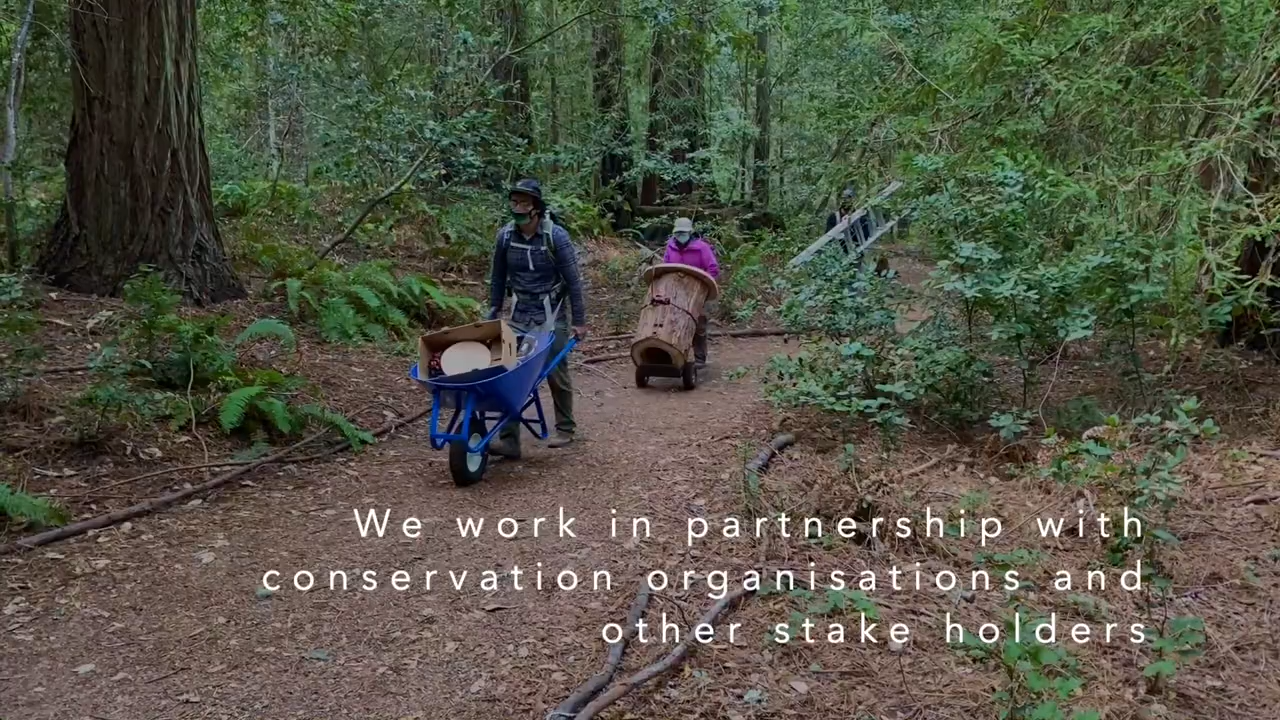 We work in partnership with
conservation organisations and
other stake holders